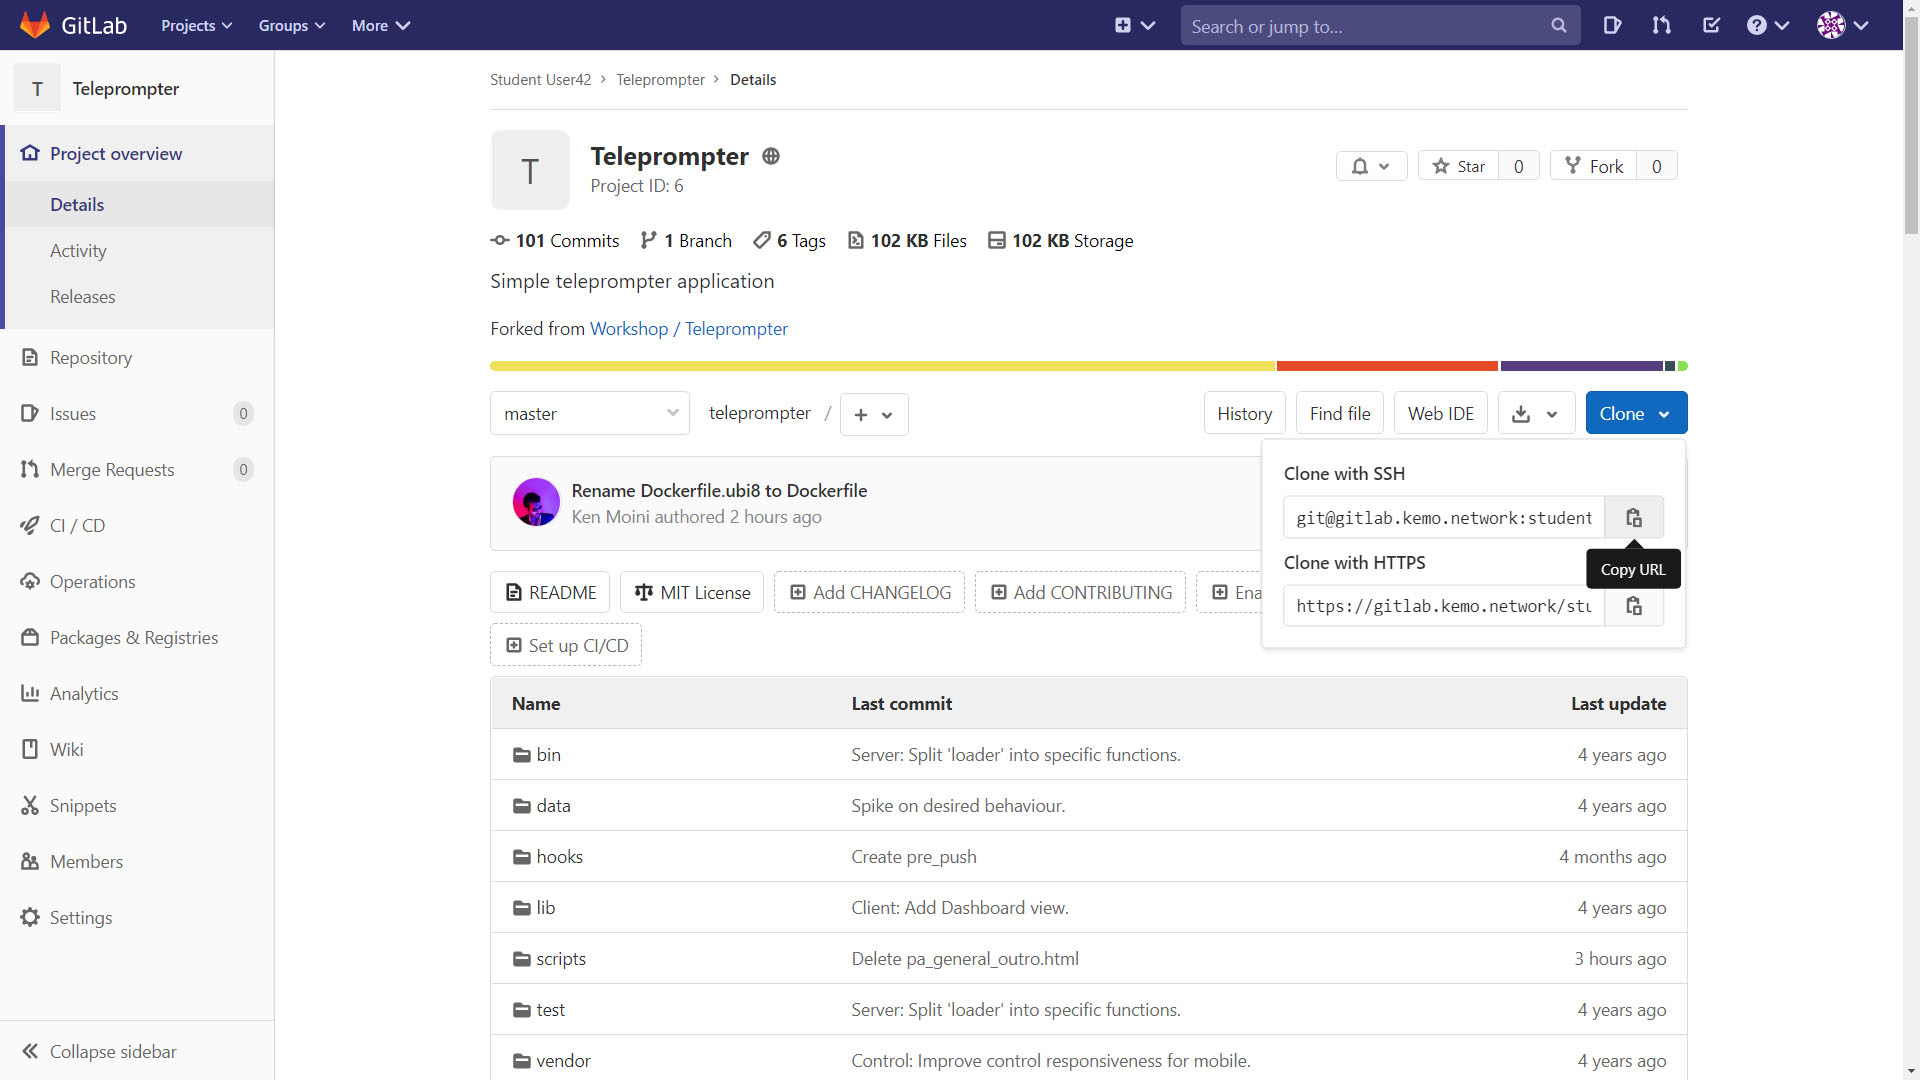 GitLab Projects Groups More Search or jump to...
T Teleprompter
Project overview
Details
Activity
Releases
Repository
Issues 0
Merge Requests 0
CI / CD
Operations
Packages & Registries
Analytics
Wiki
Snippets
Members
Settings
Collapse sidebar
Student User42 > Teleprompter > Details
T
Teleprompter
Project ID: 6
Star 0 Fork 0
101 Commits 1 Branch 6 Tags 102 KB Files 102 KB Storage
Simple teleprompter application
Forked from Workshop / Teleprompter
master teleprompter / + History Find file Web IDE Clone
Rename Dockerfile.ubi8 to Dockerfile
Ken Moini authored 2 hours ago
Clone with SSH
git@gitlab.kemo.network:student
Clone with HTTPS
Copy URL
https://gitlab.kemo.network/stu
README MIT License Add CHANGELOG Add CONTRIBUTING Ena
Set up CI/CD
Name Last commit Last update
bin Server: Split 'loader' into specific functions. 4 years ago
data Spike on desired behaviour. 4 years ago
hooks Create pre_push 4 months ago
lib Client: Add Dashboard view. 4 years ago
scripts Delete pa_general_outro.html 3 hours ago
test Server: Split 'loader' into specific functions. 4 years ago
vendor Control: Improve control responsiveness for mobile. 4 years ago